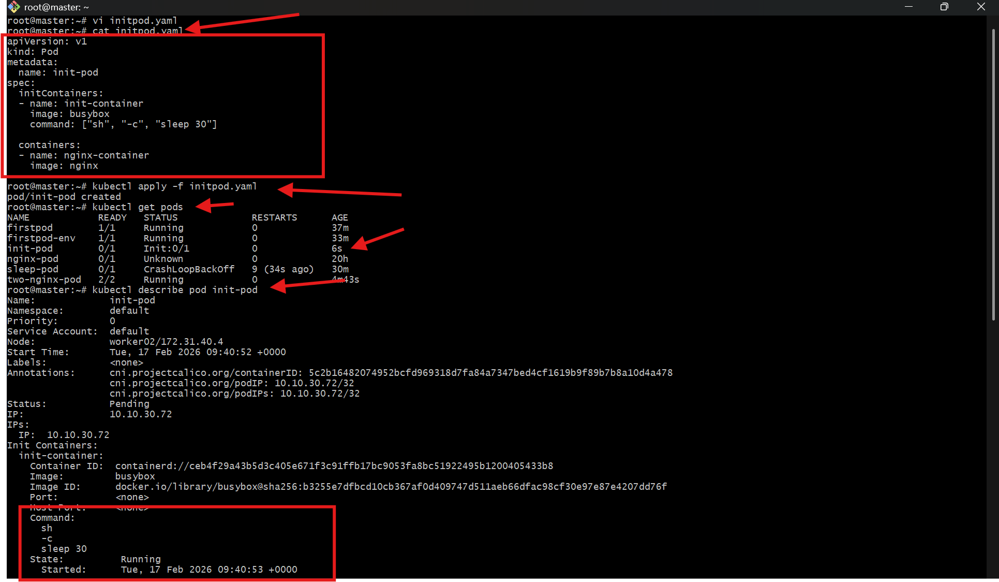 root@master: ~
root@master:~# vi initpod.yaml
root@master:~# cat initpod.yaml
apiVersion: v1
kind: Pod
metadata:
  name: init-pod
spec:
  initContainers:
  - name: init-container
    image: busybox
    command: ["sh", "-c", "sleep 30"]
  containers:
  - name: nginx-container
    image: nginx
root@master:~# kubectl apply -f initpod.yaml
pod/init-pod created
root@master:~# kubectl get pods
NAME            READY   STATUS             RESTARTS      AGE
firstpod        1/1     Running            0             37m
firstpod-env    1/1     Running            0             33m
init-pod        0/1     Init:0/1           0             6s
nginx-pod       0/1     Unknown            0             20h
sleep-pod       0/1     CrashLoopBackOff   9 (34s ago)   30m
two-nginx-pod   2/2     Running            0             4m43s
root@master:~# kubectl describe pod init-pod
Name:             init-pod
Namespace:        default
Priority:         0
Service Account:  default
Node:             worker02/172.31.40.4
Start Time:       Tue, 17 Feb 2026 09:40:52 +0000
Labels:           <none>
Annotations:      cni.projectcalico.org/containerID: 5c2b16482074952bcfd969318d7fa84a7347bed4cf1619b9f89b7b8a10d4a478
                  cni.projectcalico.org/podIP: 10.10.30.72/32
                  cni.projectcalico.org/podIPs: 10.10.30.72/32
Status:           Pending
IP:               10.10.30.72
IPs:
  IP:  10.10.30.72
Init Containers:
  init-container:
    Container ID:  containerd://ceb4f29a43b5d3c405e671f3c91ffb17bc9053fa8bc51922495b1200405433b8
    Image:         busybox
    Image ID:      docker.io/library/busybox@sha256:b3255e7dfbcd10cb367af0d409747d511aeb66dfac98cf30e97e87e4207dd76f
    Port:          <none>
    Host Port:     <none>
    Command:
      sh
      -c
      sleep 30
    State:          Running
      Started:      Tue, 17 Feb 2026 09:40:53 +0000